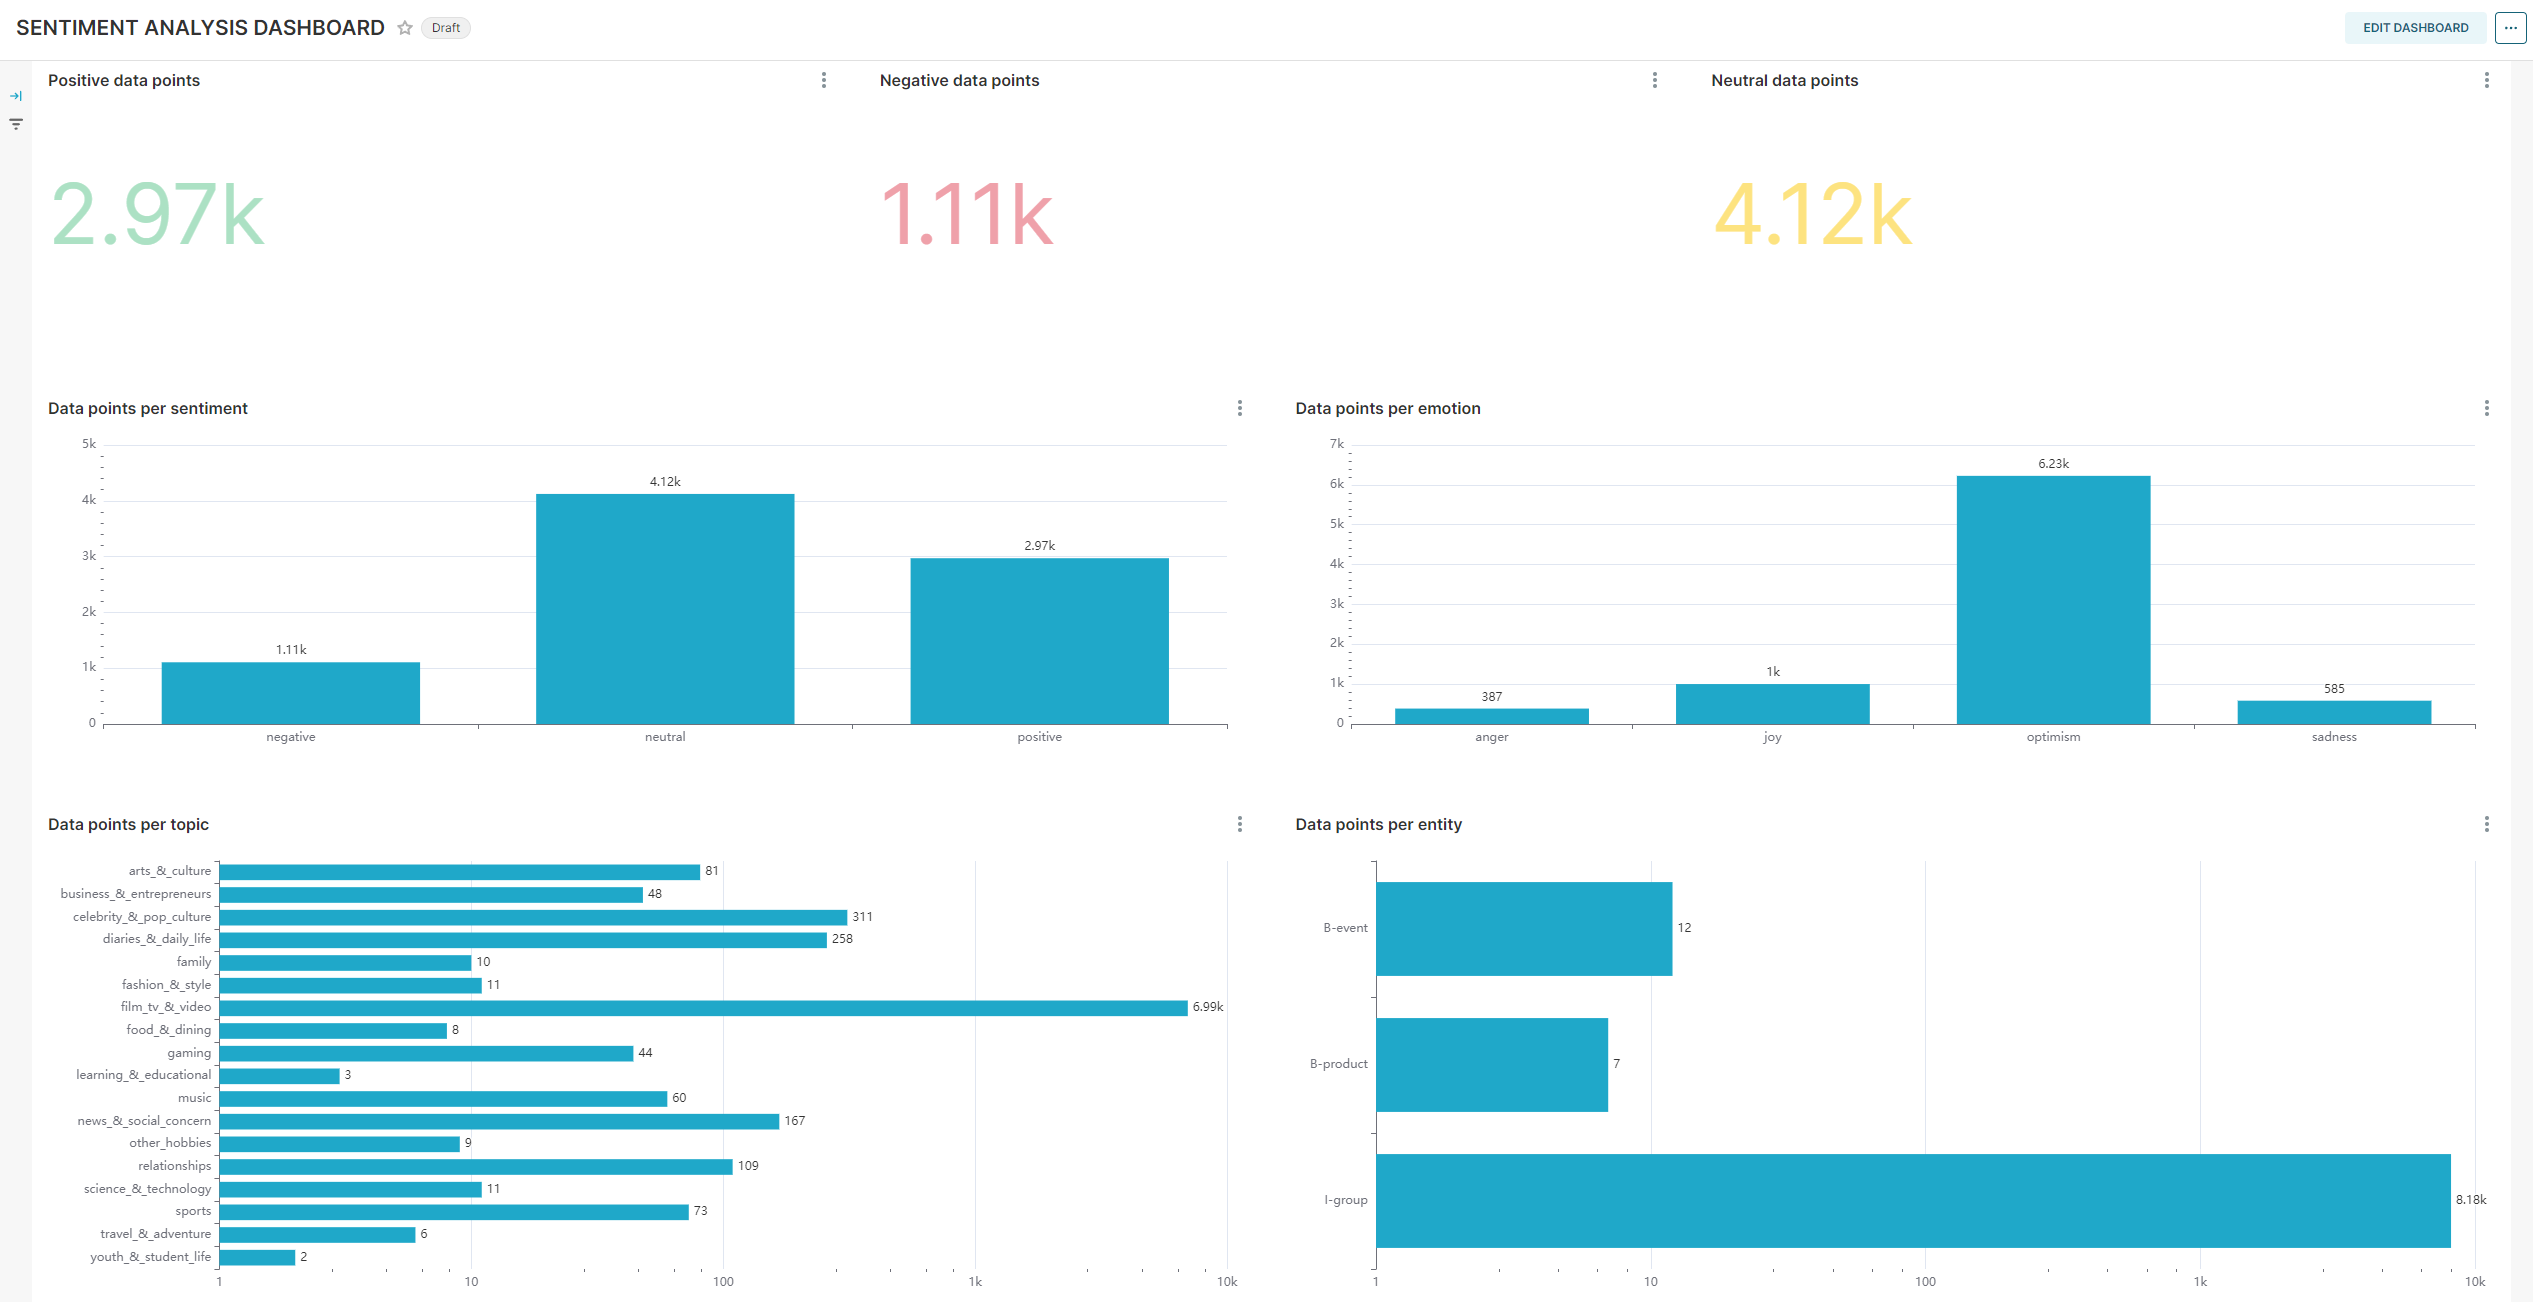 SENTIMENT ANALYSIS DASHBOARD Draft EDIT DASHBOARD ...
Positive data points
Negative data points
Neutral data points
2.97k
1.11k
4.12k
Data points per sentiment
5k
4k
3k
2k
1k
0
1.11k
4.12k
2.97k
negative neutral positive
Data points per emotion
7k
6k
5k
4k
3k
2k
1k
0
387
1k
6.23k
585
anger joy optimism sadness
Data points per topic
arts_&_culture 81
business_&_entrepreneurs 48
celebrity_&_pop_culture 311
diaries_&_daily_life 258
family 10
fashion_&_style 11
film_tv_&_video 6.99k
food_&_dining 8
gaming 44
learning_&_educational 3
music 60
news_&_social_concern 167
other_hobbies 9
relationships 109
science_&_technology 11
sports 73
travel_&_adventure 6
youth_&_student_life 2
1 10 100 1k 10k
Data points per entity
B-event 12
B-product 7
I-group 8.18k
1 10 100 1k 10k